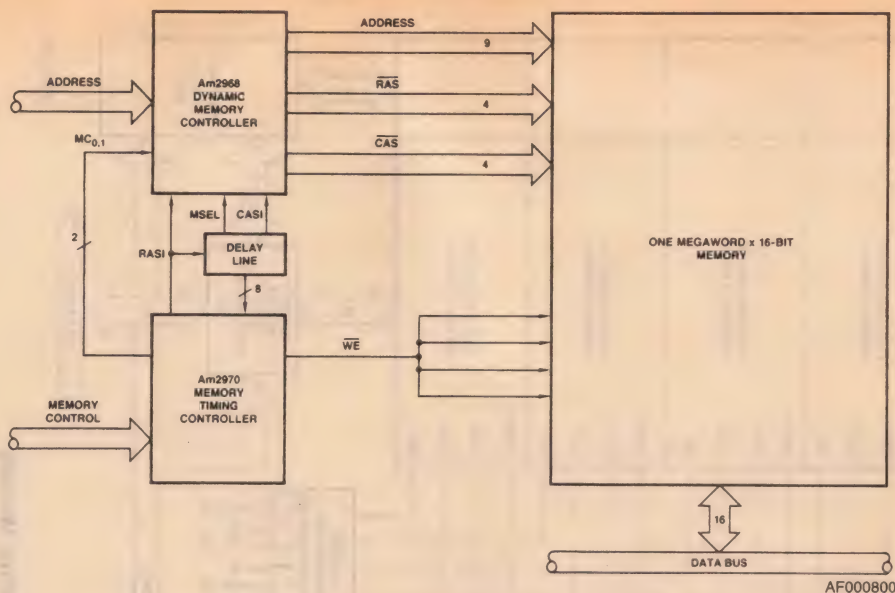 ADDRESS
Am2968
DYNAMIC
MEMORY
CONTROLLER
ADDRESS
9
RAS
4
CAS
4
MC0,1
MSEL
CASI
2
RASI
DELAY
LINE
8
ONE MEGAWORD x 16-BIT
MEMORY
Am2970
MEMORY
TIMING
CONTROLLER
WE
MEMORY
CONTROL
16
DATA BUS
AF000800